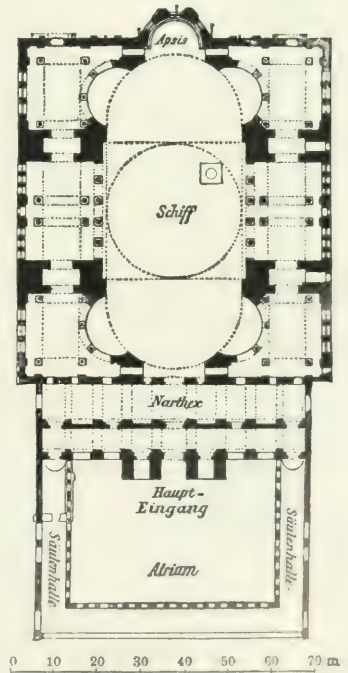 Apsis
Schiff
Narthex
Haupt-
Eingang
Säulenhalle
Säulenhalle
Atrium
0 10 20 30 40 50 60 70 m